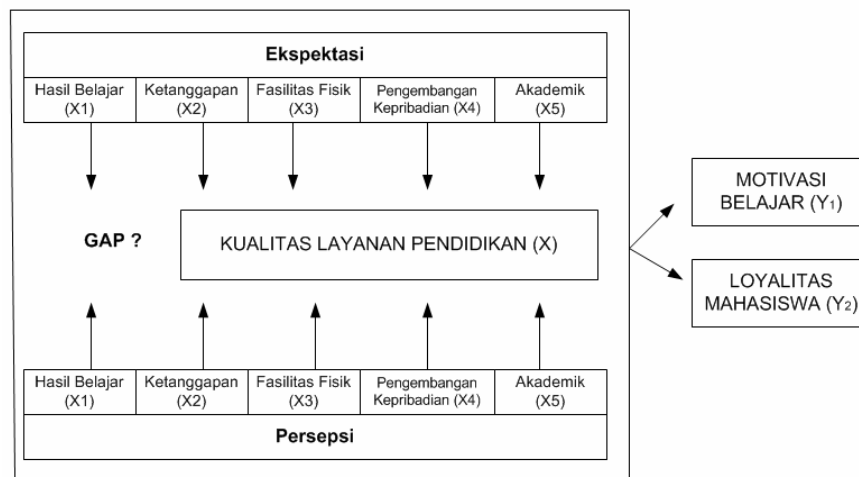 Ekspektasi
Hasil Belajar
(X1)
Ketanggapan
(X2)
Fasilitas Fisik
(X3)
Pengembangan
Kepribadian (X4)
Akademik
(X5)
GAP ?
KUALITAS LAYANAN PENDIDIKAN (X)
MOTIVASI
BELAJAR (Y1)
LOYALITAS
MAHASISWA (Y2)
Hasil Belajar
(X1)
Ketanggapan
(X2)
Fasilitas Fisik
(X3)
Pengembangan
Kepribadian (X4)
Akademik
(X5)
Persepsi